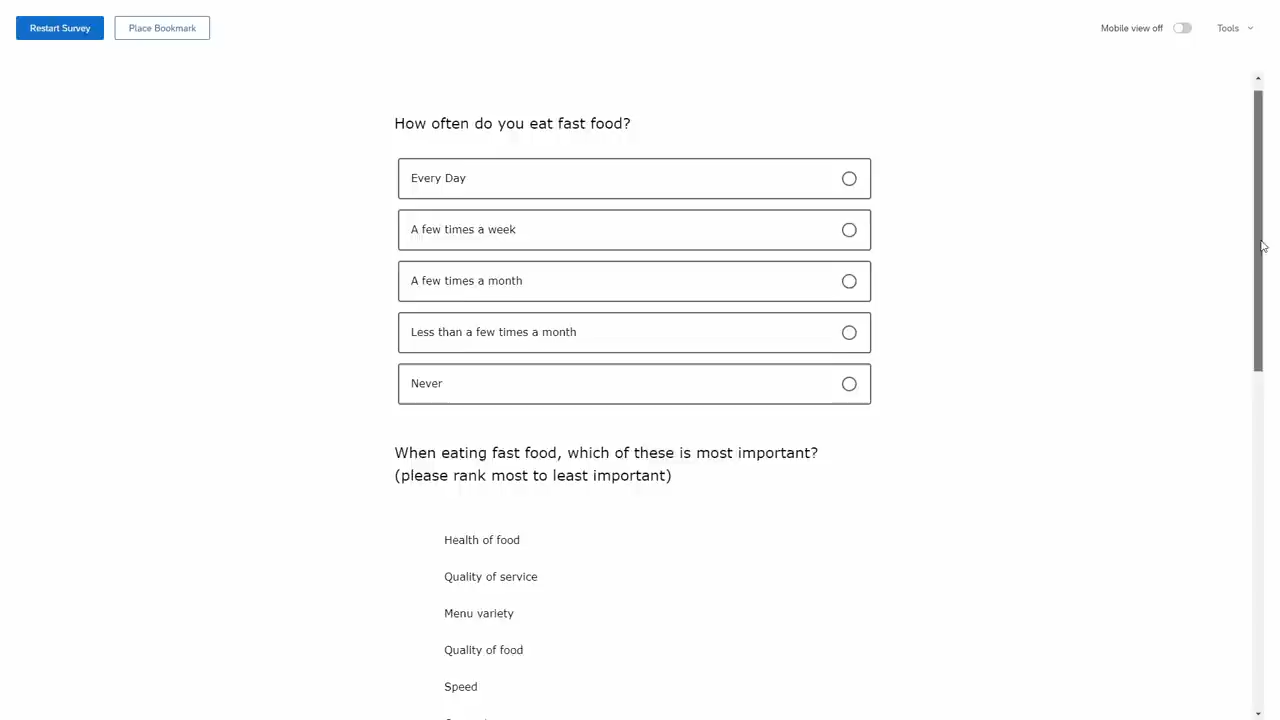 Restart Survey
Place Bookmark
Mobile view off
Tools
How often do you eat fast food?
Every Day
A few times a week
A few times a month
Less than a few times a month
Never
When eating fast food, which of these is most important?
(please rank most to least important)
Health of food
Quality of service
Menu variety
Quality of food
Speed